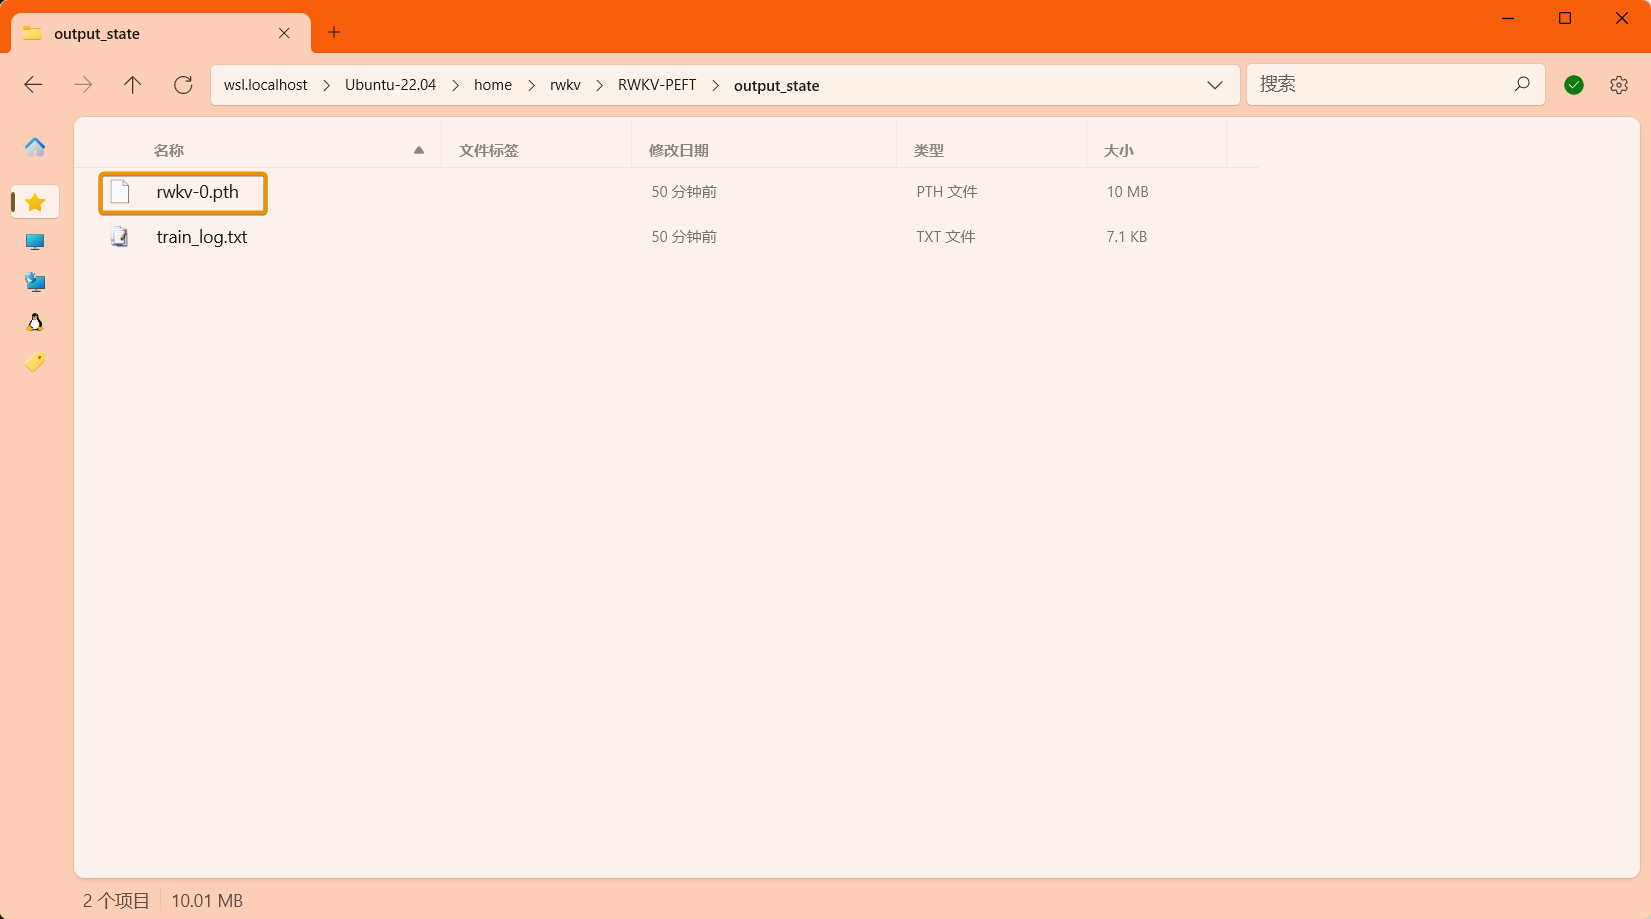 output_state
wsl.localhost > Ubuntu-22.04 > home > rwkv > RWKV-PEFT > output_state
搜索
名称 文件标签 修改日期 类型 大小
rwkv-0.pth 50 分钟前 PTH 文件 10 MB
train_log.txt 50 分钟前 TXT 文件 7.1 KB
2 个项目 10.01 MB